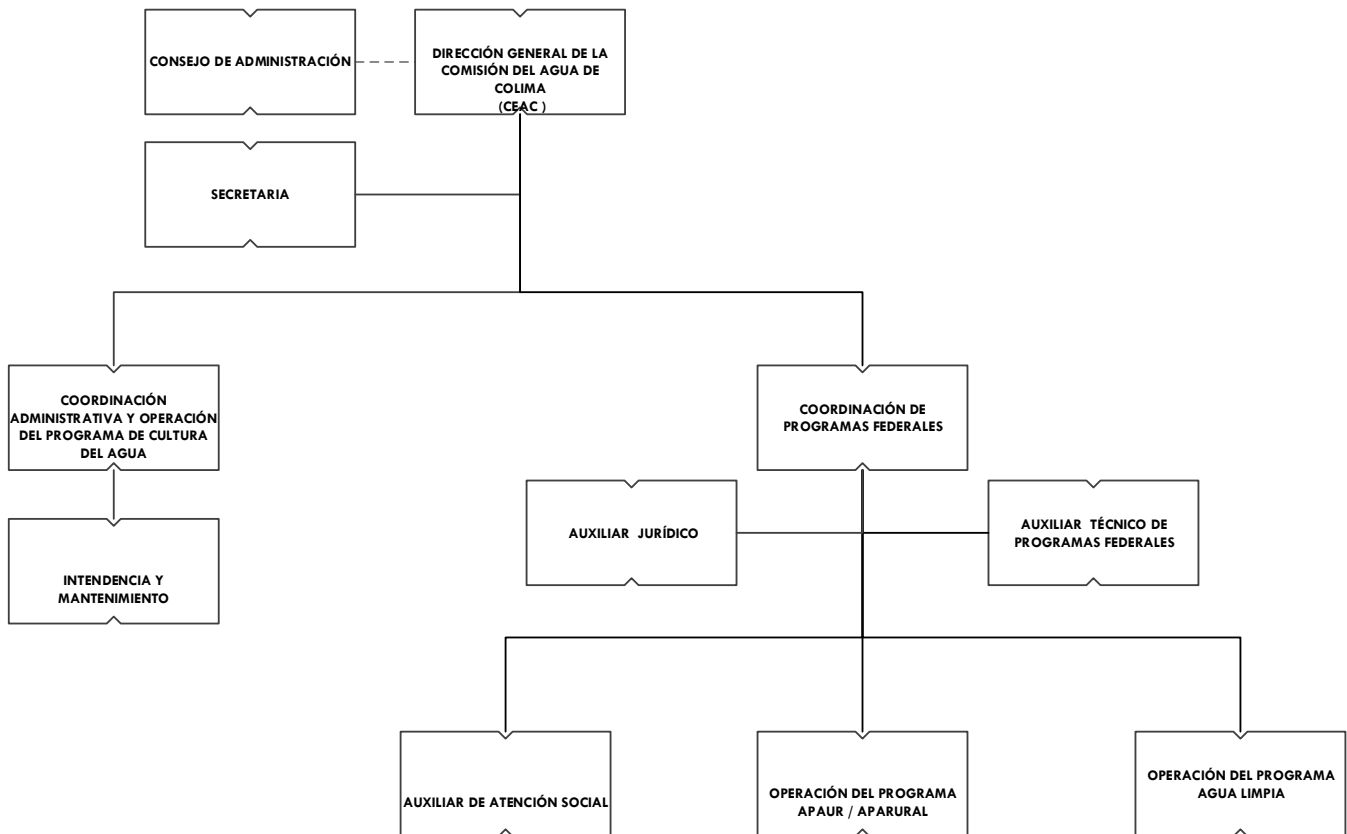 CONSEJO DE ADMINISTRACIÓN
DIRECCIÓN GENERAL DE LA
COMISIÓN DEL AGUA DE
COLIMA
(CEAC )
SECRETARIA
COORDINACIÓN
ADMINISTRATIVA Y OPERACIÓN
DEL PROGRAMA DE CULTURA
DEL AGUA
COORDINACIÓN DE
PROGRAMAS FEDERALES
AUXILIAR JURÍDICO
AUXILIAR TÉCNICO DE
PROGRAMAS FEDERALES
INTENDENCIA Y
MANTENIMIENTO
AUXILIAR DE ATENCIÓN SOCIAL
OPERACIÓN DEL PROGRAMA
APAUR / APARURAL
OPERACIÓN DEL PROGRAMA
AGUA LIMPIA